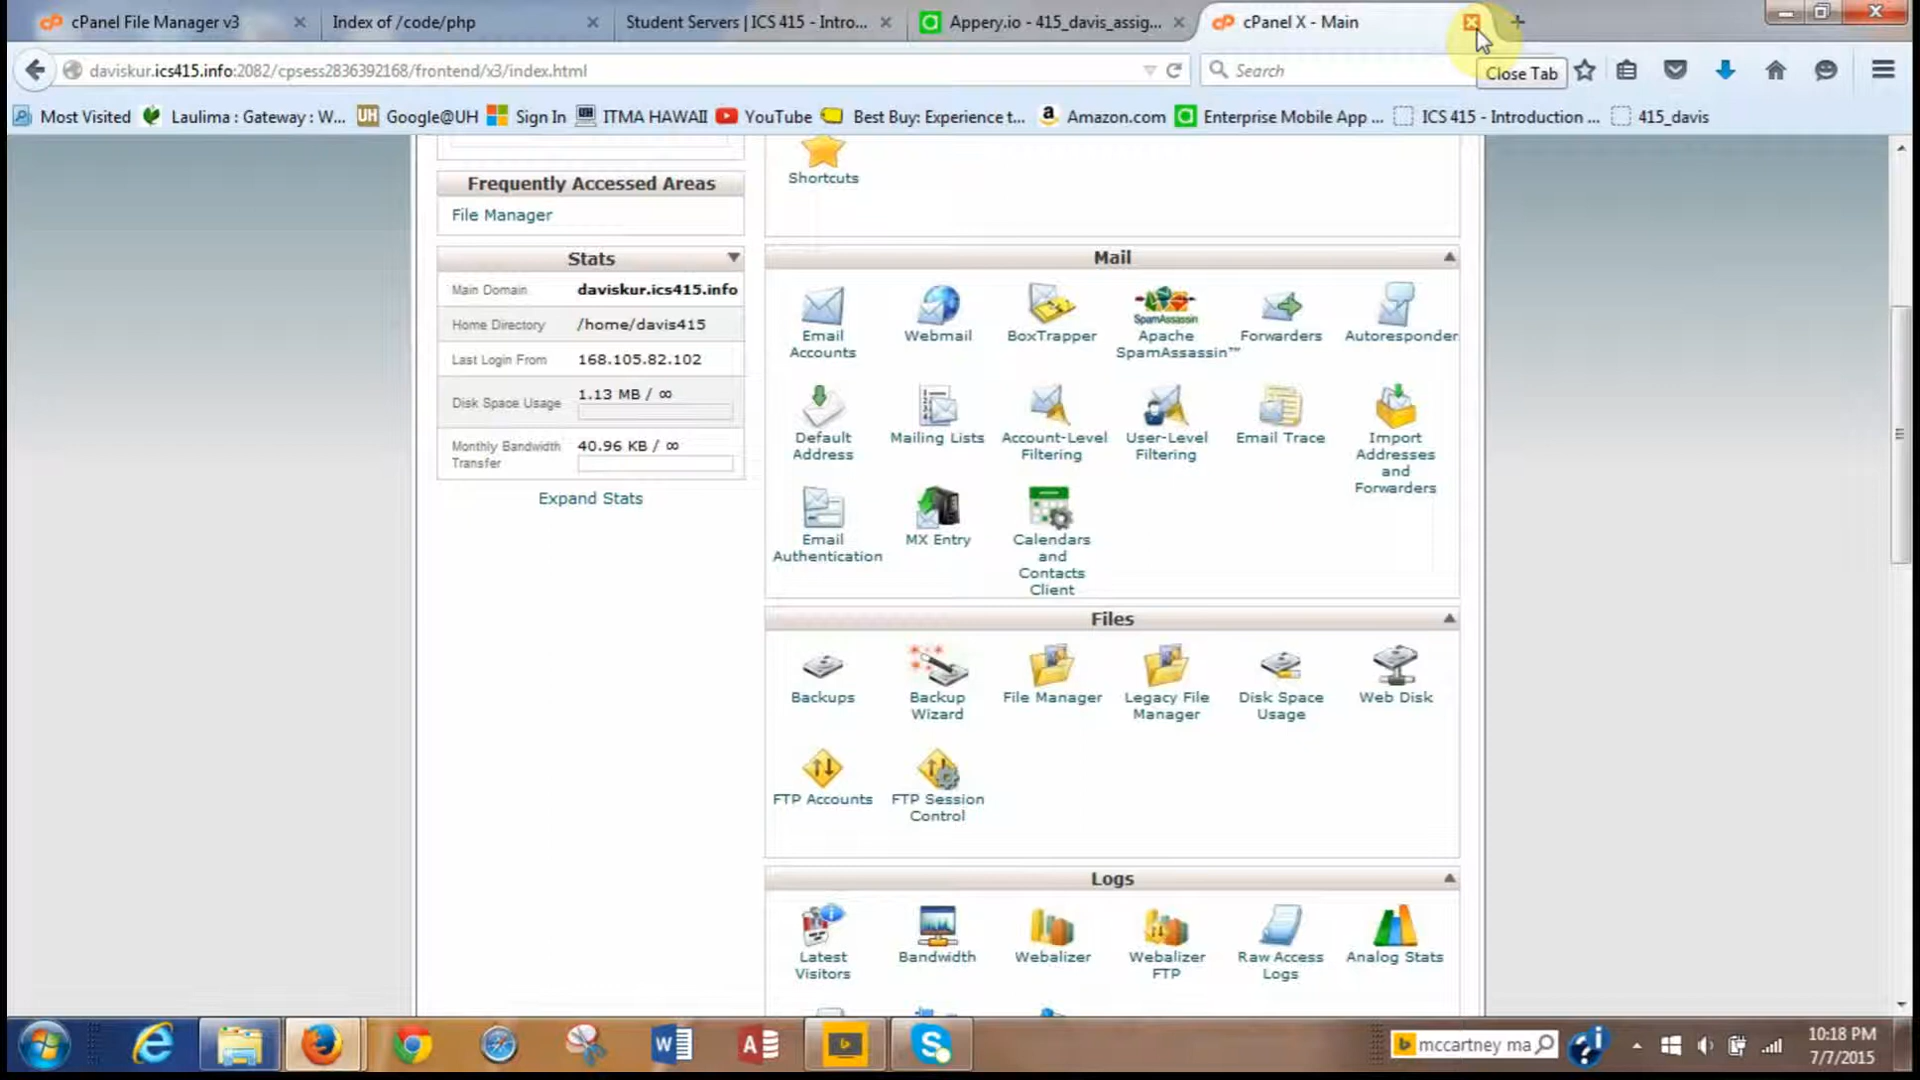 cPanel File Manager v3
Index of /code/php
Student Servers | ICS 415 - Intro...
Appery.io - 415_davis_assig...
cPanel X - Main
daviskur.ics415.info:2082/cpsess2836392168/frontend/x3/index.html
Search
Close Tab
Most Visited
Laulima : Gateway : W...
UH Google@UH
Sign In
ITMA HAWAII
YouTube
Best Buy: Experience t...
Amazon.com
Enterprise Mobile App ...
ICS 415 - Introduction ...
415_davis
Frequently Accessed Areas
File Manager
Stats
Main Domain daviskur.ics415.info
Home Directory /home/davis415
Last Login From 168.105.82.102
Disk Space Usage 1.13 MB / ∞
Monthly Bandwidth 40.96 KB / ∞
Transfer
Expand Stats
Shortcuts
Mail
Email
Accounts
Webmail
BoxTrapper
SpamAssassin
Apache
SpamAssassin™
Forwarders
Autoresponder
Default
Address
Mailing Lists
Account-Level
Filtering
User-Level
Filtering
Email Trace
Import
Addresses
and
Forwarders
Email
Authentication
MX Entry
Calendars
and
Contacts
Client
Files
Backups
Backup
Wizard
File Manager
Legacy File
Manager
Disk Space
Usage
Web Disk
FTP Accounts
FTP Session
Control
Logs
Latest
Visitors
Bandwidth
Webalizer
Webalizer
FTP
Raw Access
Logs
Analog Stats
mccartney ma
10:18 PM
7/7/2015